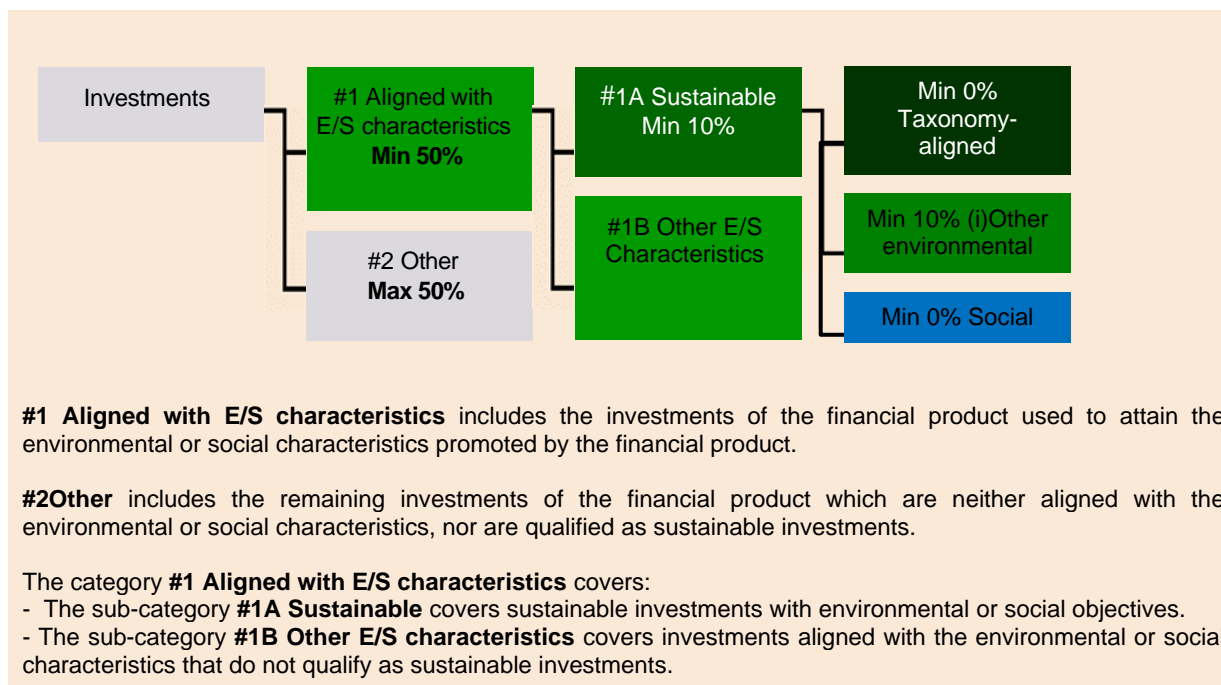 Investments
#1 Aligned with
E/S characteristics
Min 50%
#2 Other
Max 50%
#1A Sustainable
Min 10%
#1B Other E/S
Characteristics
Min 0%
Taxonomy-
aligned
Min 10% (i)Other
environmental
Min 0% Social
#1 Aligned with E/S characteristics includes the investments of the financial product used to attain the
environmental or social characteristics promoted by the financial product.
#2Other includes the remaining investments of the financial product which are neither aligned with the
environmental or social characteristics, nor are qualified as sustainable investments.
The category #1 Aligned with E/S characteristics covers:
- The sub-category #1A Sustainable covers sustainable investments with environmental or social objectives.
- The sub-category #1B Other E/S characteristics covers investments aligned with the environmental or social
characteristics that do not qualify as sustainable investments.